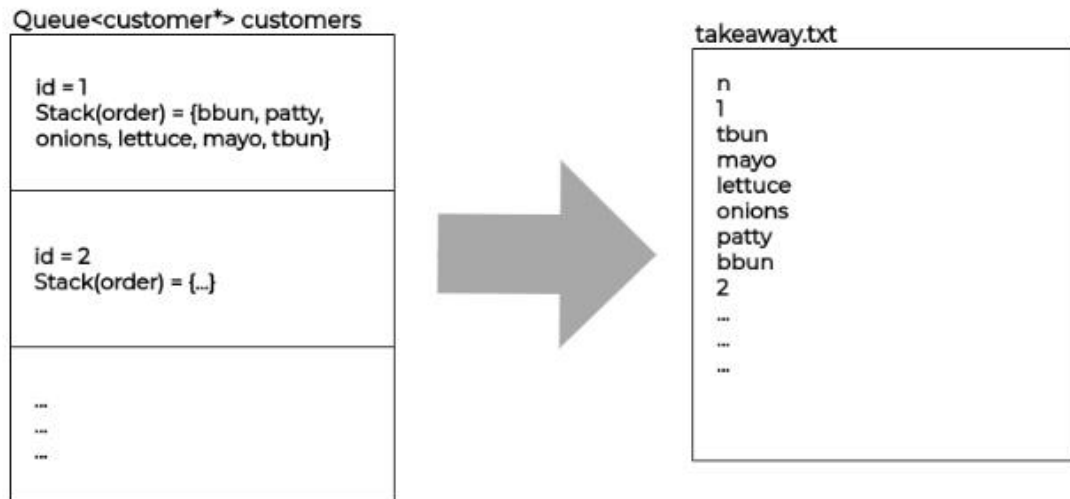 Queue<customer*> customers
id = 1
Stack(order) = {bbun, patty,
onions, lettuce, mayo, tbun}
id = 2
Stack(order) = {...}
...
...
...
takeaway.txt
n
1
tbun
mayo
lettuce
onions
patty
bbun
2
...
...
...